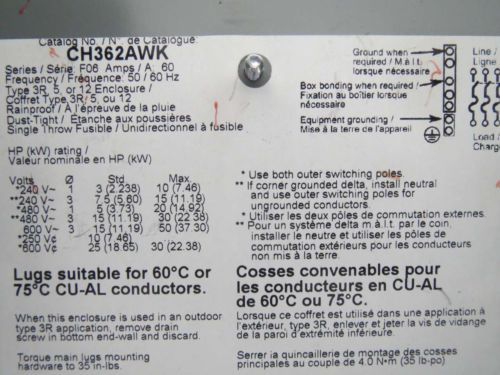 Catalog No. / N° de Catalogue:
CH362AWK
Series / Série: F06 Amps / A. 60
Frequency / Fréquence: 50 / 60 Hz
Type 3R, 5, or 12 Enclosure /
Coffret Type 3R, 5, ou 12
Rainproof / A l'épreuve de la pluie
Dust-Tight / Étanche aux poussières
Single Throw Fusible / Unidirectionnel à fusible
HP (kW) rating /
Valeur nominale en HP (kW)
Volts Ø Std Max.
*240 V~ 1 3 (2.238) 10 (7.46)
**240 V~ 3 7.5 (5.60) 15 (11.19)
*480 V~ 1 5 (3.73) 20 (14.92)
**480 V~ 3 15 (11.19) 30 (22.38)
600 V~ 3 15 (11.19) 50 (37.30)
*250 V⎓ 10 (7.46)
*600 V⎓ 25 (18.65) 30 (22.38)
Lugs suitable for 60°C or
75°C CU-AL conductors.
When this enclosure is used in an outdoor
type 3R application, remove drain
screw in bottom end-wall and discard.
Torque main lugs mounting
hardware to 35 in-lbs.
Ground when
required / M.à l.t.
lorsque nécessaire
Box bonding when required /
Fixation au boîtier lorsque
nécessaire
Equipment grounding /
Mise à la terre de l'appareil
Line /
Ligne
Load /
Charg
* Use both outer switching poles.
** If corner grounded delta, install neutral
and use outer switching poles for
ungrounded conductors.
* Utiliser les deux pôles de commutation externes.
** Pour un système delta m.à.l.t. par le coin,
installer le neutre et utiliser les pôles de
commutation extérieurs pour les conducteurs
non mis à la terre.
Cosses convenables pour
les conducteurs en CU-AL
de 60°C ou 75°C.
Lorsque ce coffret est utilisé dans une application à
l'extérieur, type 3R, enlever et jeter la vis de vidange
de la paroi d'extrémité inférieure.
Serrer la quincaillerie de montage des cosses
principales au couple de 4.0 N•m (35 lb-po)